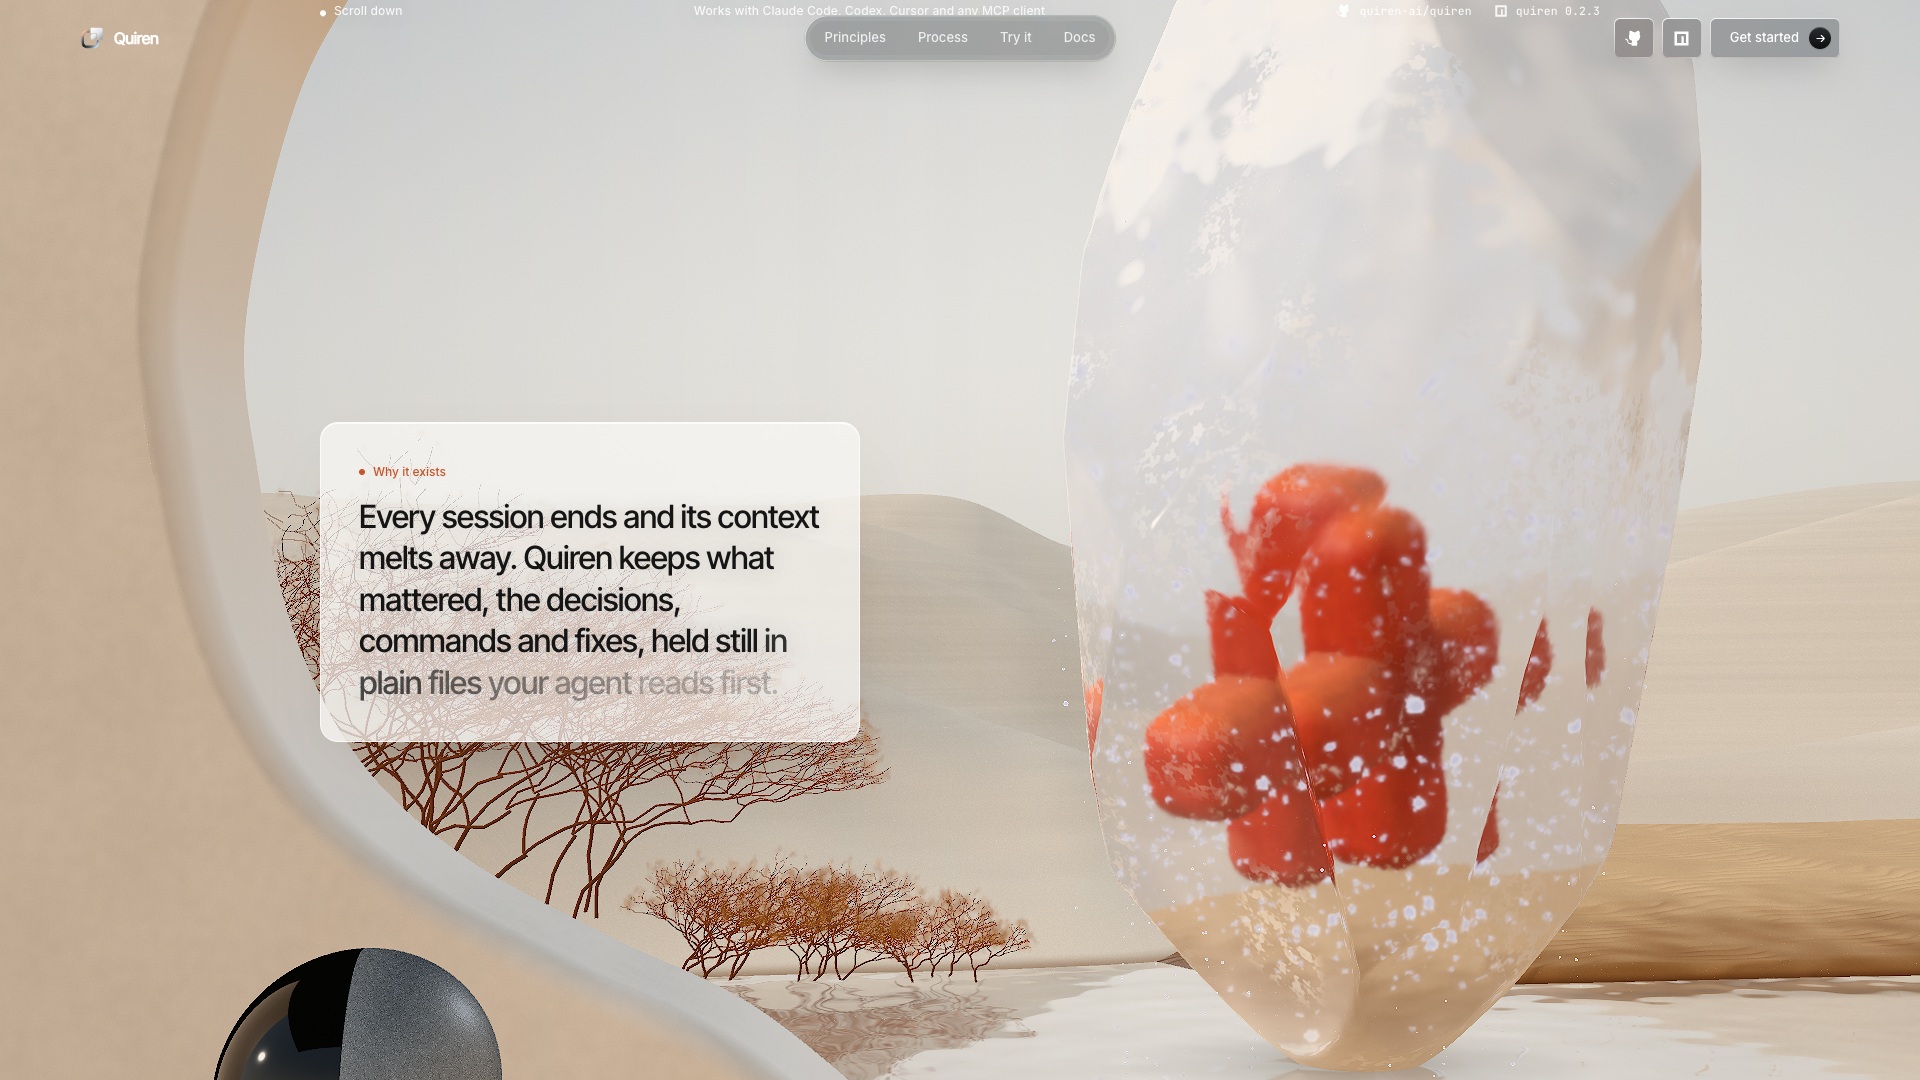 Scroll down
Works with Claude Code, Codex, Cursor and any MCP client
quiren-ai/quiren
quiren 0.2.3
Quiren
Principles
Process
Try it
Docs
Get started
Why it exists
Every session ends and its context
melts away. Quiren keeps what
mattered, the decisions,
commands and fixes, held still in
plain files your agent reads first.